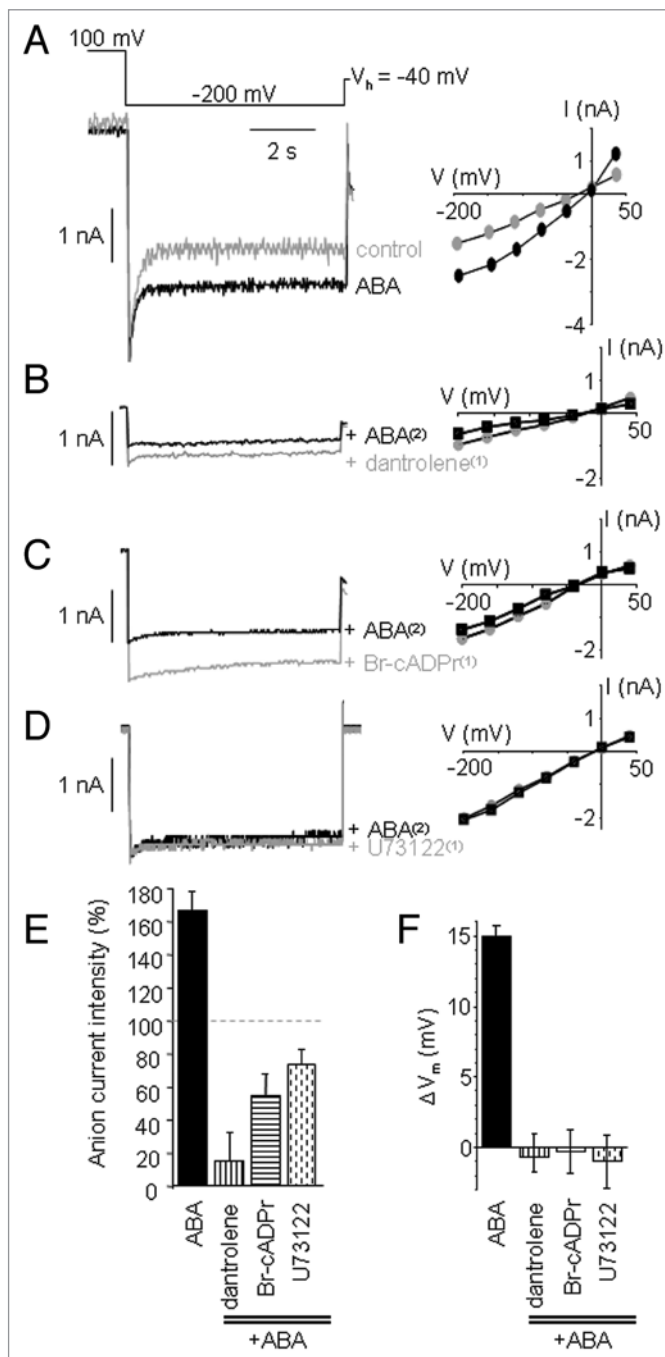 A
100 mV
-200 mV
V_h = -40 mV
2 s
1 nA
control
ABA
I (nA)
V (mV)
-200
50
1
-2
-4
B
1 nA
+ ABA(2)
+ dantrolene(1)
I (nA)
V (mV)
-200
50
1
-2
C
1 nA
+ ABA(2)
+ Br-cADPr(1)
I (nA)
V (mV)
-200
50
1
-2
D
1 nA
+ ABA(2)
+ U73122(1)
I (nA)
V (mV)
-200
50
1
-2
E
Anion current intensity (%)
180
160
140
120
100
80
60
40
20
0
ABA
dantrolene
Br-cADPr
U73122
+ABA
F
ΔV_m (mV)
15
10
5
0
ABA
dantrolene
Br-cADPr
U73122
+ABA